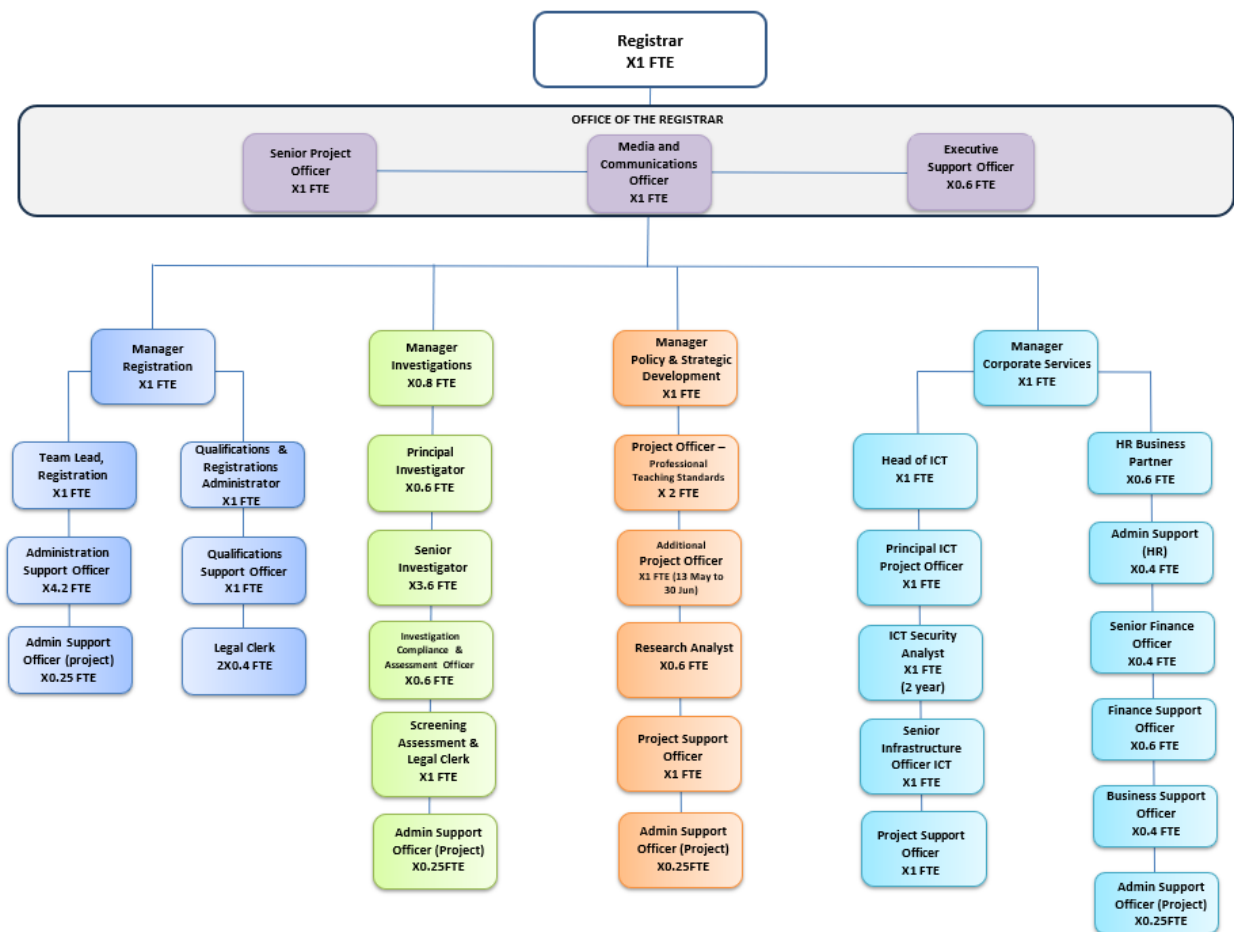 Registrar
X1 FTE
OFFICE OF THE REGISTRAR
Senior Project
Officer
X1 FTE
Media and
Communications
Officer
X1 FTE
Executive
Support Officer
X0.6 FTE
Manager
Registration
X1 FTE
Manager
Investigations
X0.8 FTE
Manager
Policy & Strategic
Development
X1 FTE
Manager
Corporate Services
X1 FTE
Team Lead,
Registration
X1 FTE
Qualifications &
Registrations
Administrator
X1 FTE
Principal
Investigator
X0.6 FTE
Project Officer –
Professional
Teaching Standards
X 2 FTE
Head of ICT
X1 FTE
HR Business
Partner
X0.6 FTE
Administration
Support Officer
X4.2 FTE
Qualifications
Support Officer
X1 FTE
Senior
Investigator
X3.6 FTE
Additional
Project Officer
X1 FTE (13 May to
30 Jun)
Principal ICT
Project Officer
X1 FTE
Admin Support
(HR)
X0.4 FTE
Admin Support
Officer (project)
X0.25 FTE
Legal Clerk
2X0.4 FTE
Investigation
Compliance &
Assessment Officer
X0.6 FTE
Research Analyst
X0.6 FTE
ICT Security
Analyst
X1 FTE
(2 year)
Senior Finance
Officer
X0.4 FTE
Screening
Assessment &
Legal Clerk
X1 FTE
Project Support
Officer
X1 FTE
Senior
Infrastructure
Officer ICT
X1 FTE
Finance Support
Officer
X0.6 FTE
Admin Support
Officer (Project)
X0.25FTE
Admin Support
Officer (Project)
X0.25FTE
Project Support
Officer
X1 FTE
Business Support
Officer
X0.4 FTE
Admin Support
Officer (Project)
X0.25FTE